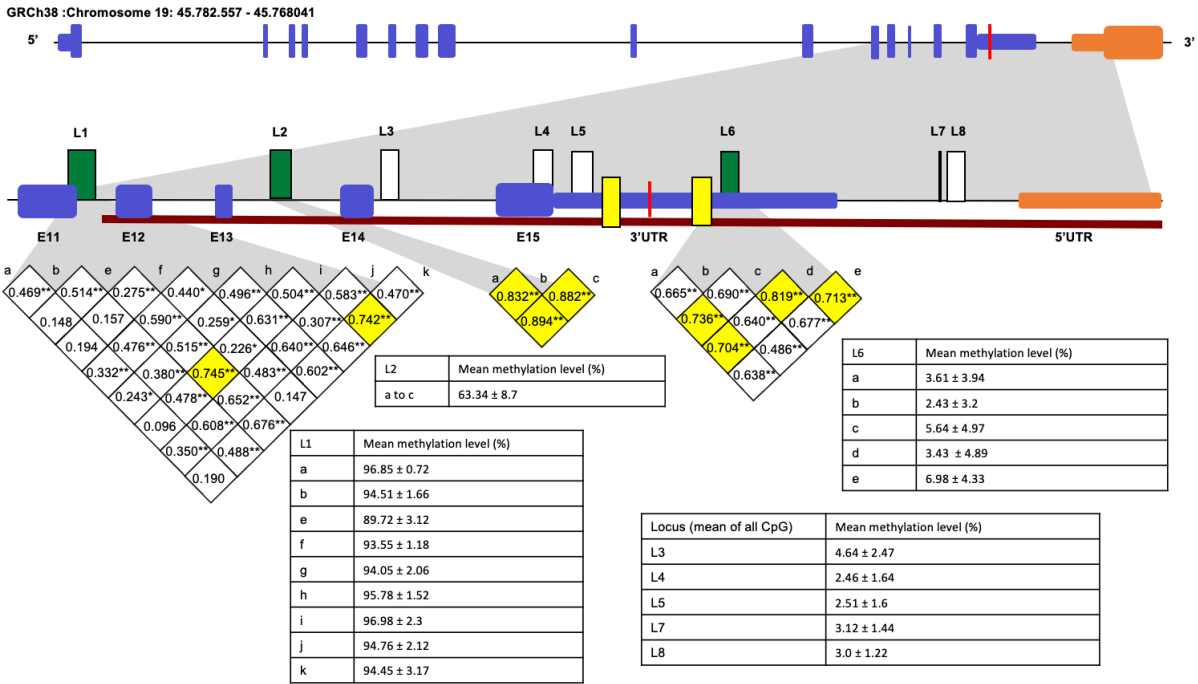 GRCh38 :Chromosome 19: 45.782.557 - 45.768041
5’ 3’
L1 L2 L3 L4 L5 L6 L7 L8
E11 E12 E13 E14 E15 3’UTR 5’UTR
a b e f g h i j k
0.469** 0.514** 0.275** 0.440* 0.496** 0.504** 0.583** 0.470**
0.148 0.157 0.590** 0.259* 0.631** 0.307** 0.742**
0.194 0.476** 0.515** 0.226* 0.640** 0.646**
0.332** 0.380** 0.745** 0.483** 0.602**
0.243* 0.478** 0.652** 0.147
0.096 0.608** 0.676**
0.350** 0.488**
0.190
a b c
0.832** 0.882**
0.894**
a b c d e
0.665** 0.690** 0.819** 0.713**
0.736** 0.640** 0.677**
0.704** 0.486**
0.638**
L2 Mean methylation level (%)
a to c 63.34 ± 8.7
L6 Mean methylation level (%)
a 3.61 ± 3.94
b 2.43 ± 3.2
c 5.64 ± 4.97
d 3.43 ± 4.89
e 6.98 ± 4.33
L1 Mean methylation level (%)
a 96.85 ± 0.72
b 94.51 ± 1.66
e 89.72 ± 3.12
f 93.55 ± 1.18
g 94.05 ± 2.06
h 95.78 ± 1.52
i 96.98 ± 2.3
j 94.76 ± 2.12
k 94.45 ± 3.17
Locus (mean of all CpG) Mean methylation level (%)
L3 4.64 ± 2.47
L4 2.46 ± 1.64
L5 2.51 ± 1.6
L7 3.12 ± 1.44
L8 3.0 ± 1.22